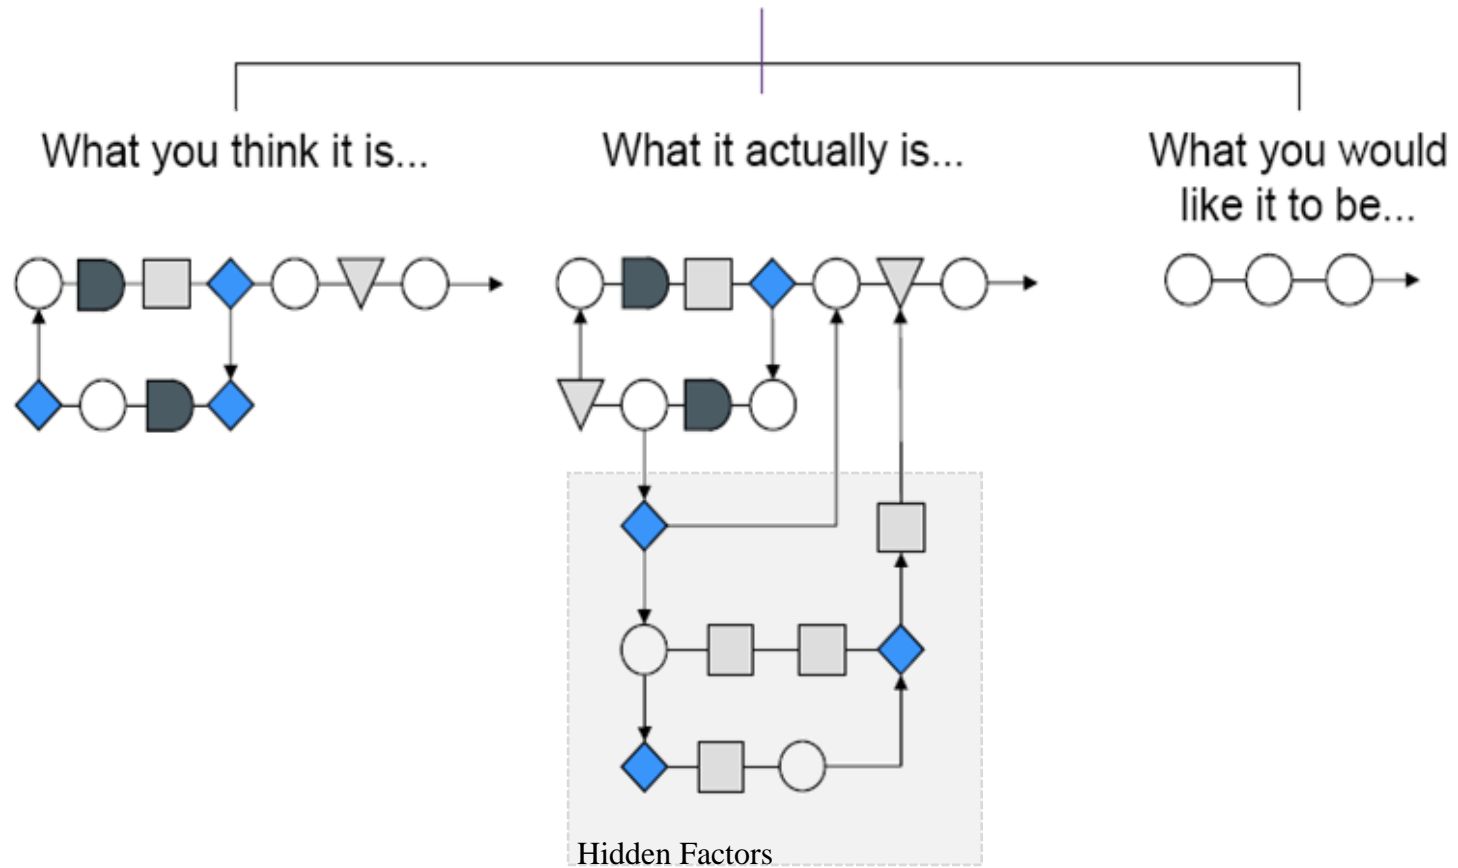 What you think it is...
What it actually is...
What you would
like it to be...
Hidden Factors